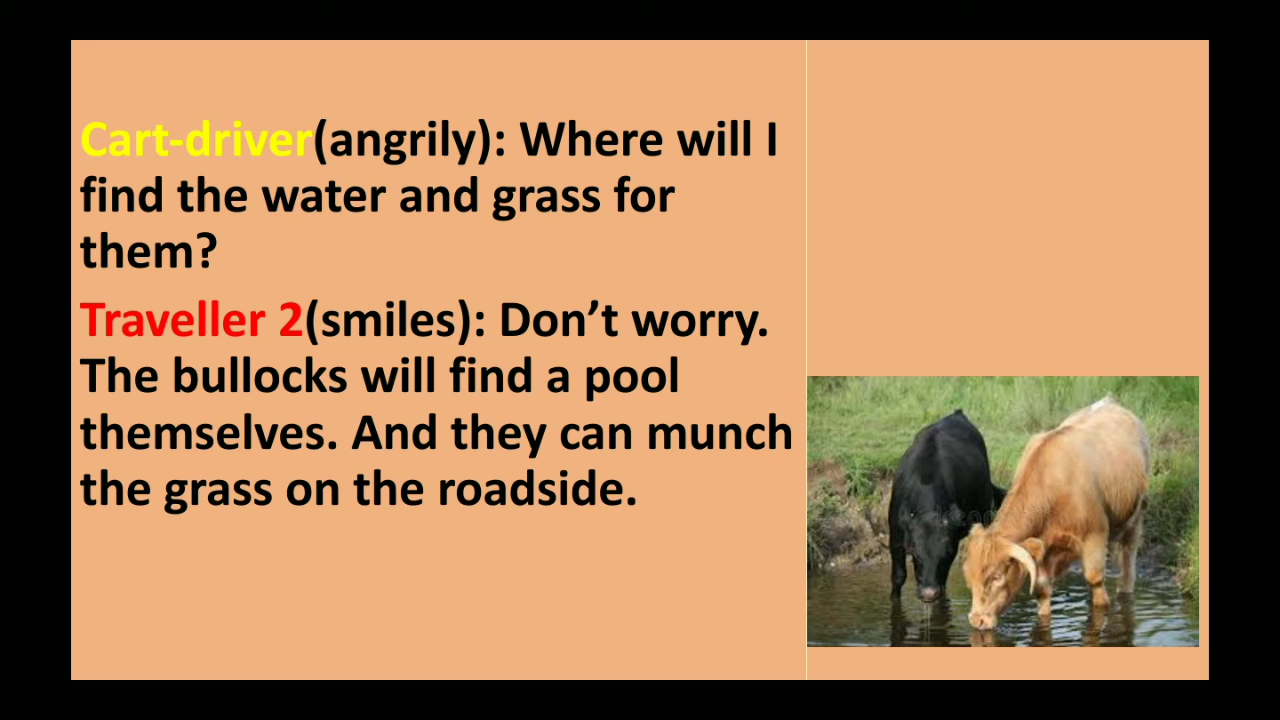 Cart-driver(angrily): Where will I
find the water and grass for
them?
Traveller 2(smiles): Don’t worry.
The bullocks will find a pool
themselves. And they can munch
the grass on the roadside.